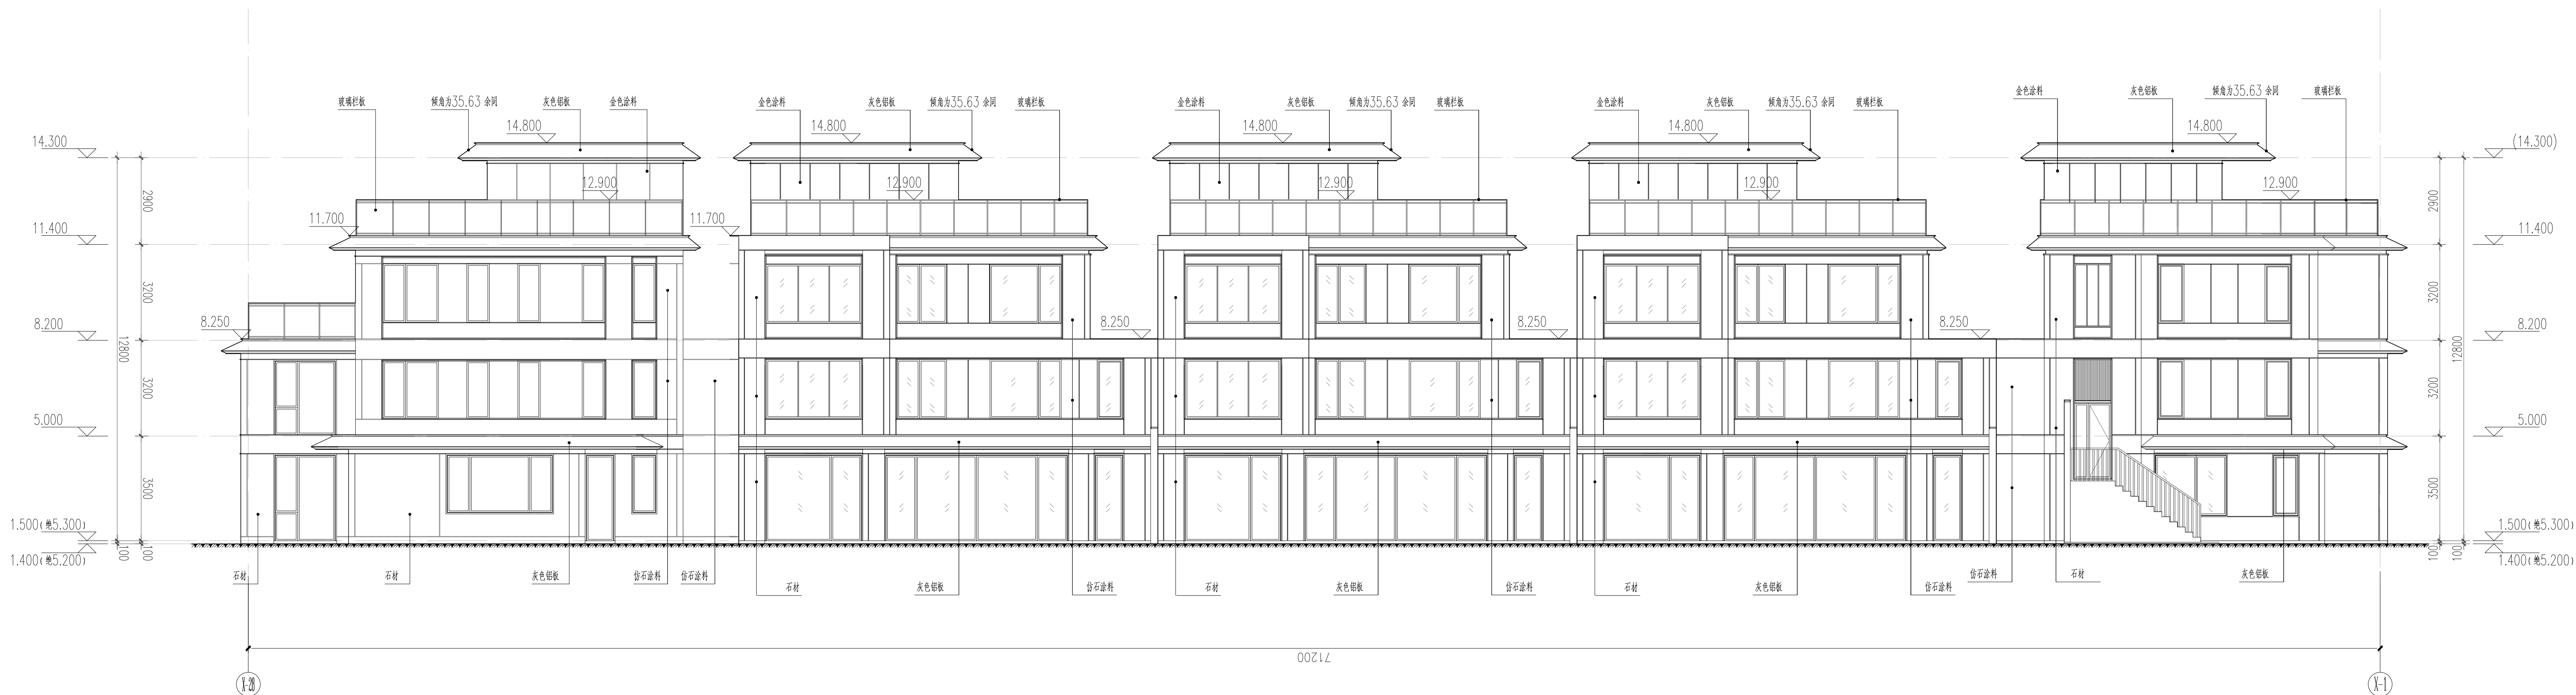 玻璃栏板 倾角为35.63 余同 灰色铝板 金色涂料 金色涂料 灰色铝板 倾角为35.63 余同 玻璃栏板 金色涂料 灰色铝板 倾角为35.63 余同 玻璃栏板 金色涂料 灰色铝板 倾角为35.63 余同 玻璃栏板 金色涂料 灰色铝板 倾角为35.63 余同 玻璃栏板
14.800 14.800 14.800 14.800 14.800
14.300 (14.300)
12.900 12.900 12.900 12.900 12.900
2900 2900
11.700 11.700
11.400 11.400
3200 3200
8.250 8.250 8.250 8.250
8.200 8.200
12800 12800
3200 3200
5.000 5.000
3500 3500
1.500(绝5.300) 1.500(绝5.300)
100 100 100 100
1.400(绝5.200) 1.400(绝5.200)
石材 石材 灰色铝板 仿石涂料 仿石涂料 石材 灰色铝板 仿石涂料 石材 灰色铝板 仿石涂料 石材 灰色铝板 仿石涂料 仿石涂料 石材 灰色铝板
71200
X-28 X-1